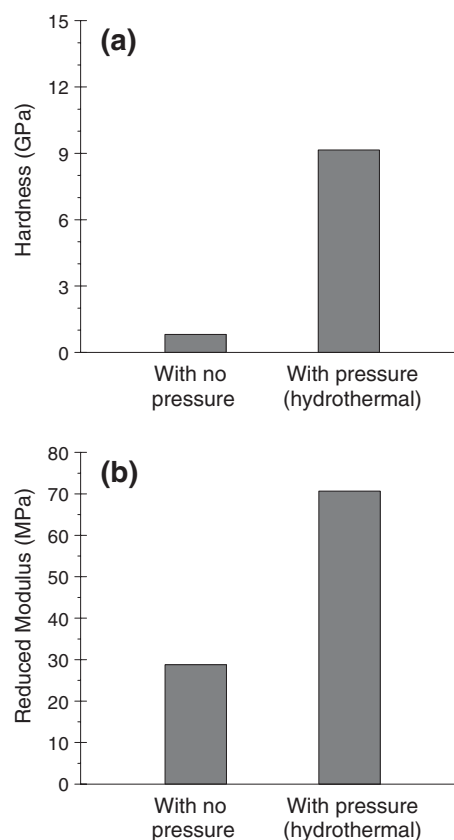 (a)
Hardness (GPa)
15
12
9
6
3
0
With no
pressure
With pressure
(hydrothermal)
(b)
Reduced Modulus (MPa)
80
70
60
50
40
30
20
10
0
With no
pressure
With pressure
(hydrothermal)